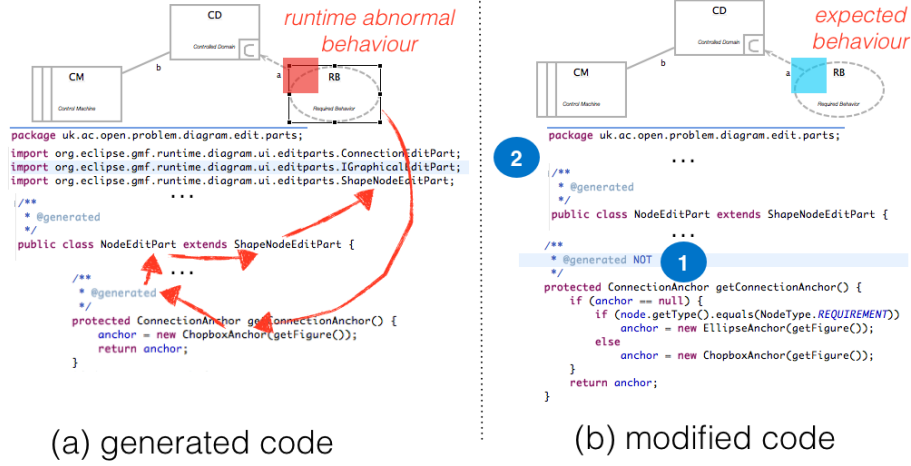 CD
Controlled Domain
C
runtime abnormal
behaviour
b
a
CM
Control Machine
RB
Required Behavior
package uk.ac.open.problem.diagram.edit.parts;
import org.eclipse.gmf.runtime.diagram.ui.editparts.ConnectionEditPart;
import org.eclipse.gmf.runtime.diagram.ui.editparts.IGraphicalEditPart;
import org.eclipse.gmf.runtime.diagram.ui.editparts.ShapeNodeEditPart;
...
/**
* @generated
*/
public class NodeEditPart extends ShapeNodeEditPart {
...
/**
* @generated
*/
protected ConnectionAnchor getConnectionAnchor() {
anchor = new ChopboxAnchor(getFigure());
return anchor;
}
(a) generated code
CD
Controlled Domain
C
expected
behaviour
b
a
CM
Control Machine
RB
Required Behavior
package uk.ac.open.problem.diagram.edit.parts;
...
2
/**
* @generated
*/
public class NodeEditPart extends ShapeNodeEditPart {
...
/**
* @generated NOT
1
*/
protected ConnectionAnchor getConnectionAnchor() {
if (anchor == null) {
if (node.getType().equals(NodeType.REQUIREMENT))
anchor = new EllipseAnchor(getFigure());
else
anchor = new ChopboxAnchor(getFigure());
}
return anchor;
}
(b) modified code